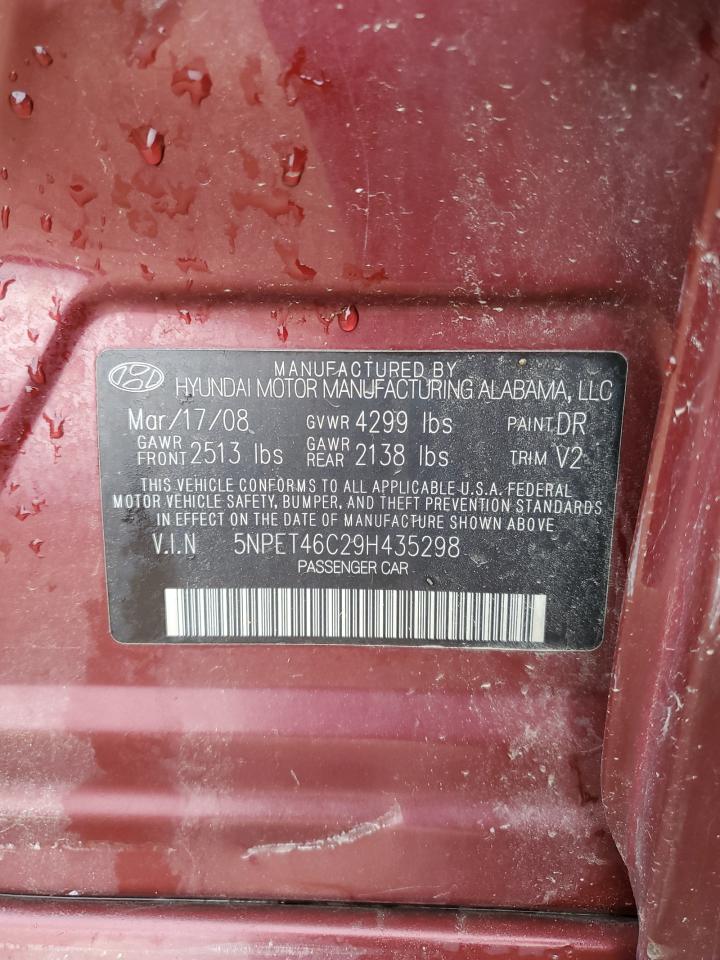 MANUFACTURED BY
HYUNDAI MOTOR MANUFACTURING ALABAMA, LLC
Mar/17/08 GVWR 4299 lbs PAINT DR
GAWR FRONT 2513 lbs GAWR REAR 2138 lbs TRIM V2
THIS VEHICLE CONFORMS TO ALL APPLICABLE U.S.A. FEDERAL
MOTOR VEHICLE SAFETY, BUMPER, AND THEFT PREVENTION STANDARDS
IN EFFECT ON THE DATE OF MANUFACTURE SHOWN ABOVE.
V.I.N 5NPET46C29H435298
PASSENGER CAR